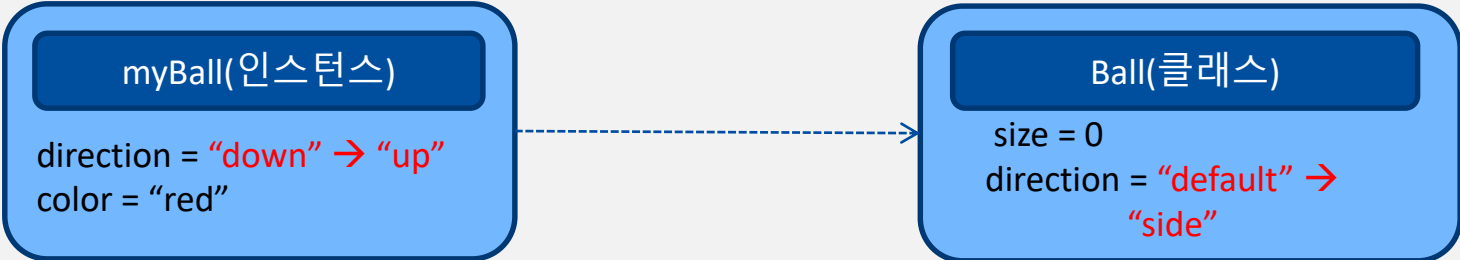 myBall(인스턴스)
direction = “down” → “up”
color = “red”
Ball(클래스)
size = 0
direction = “default” →
“side”